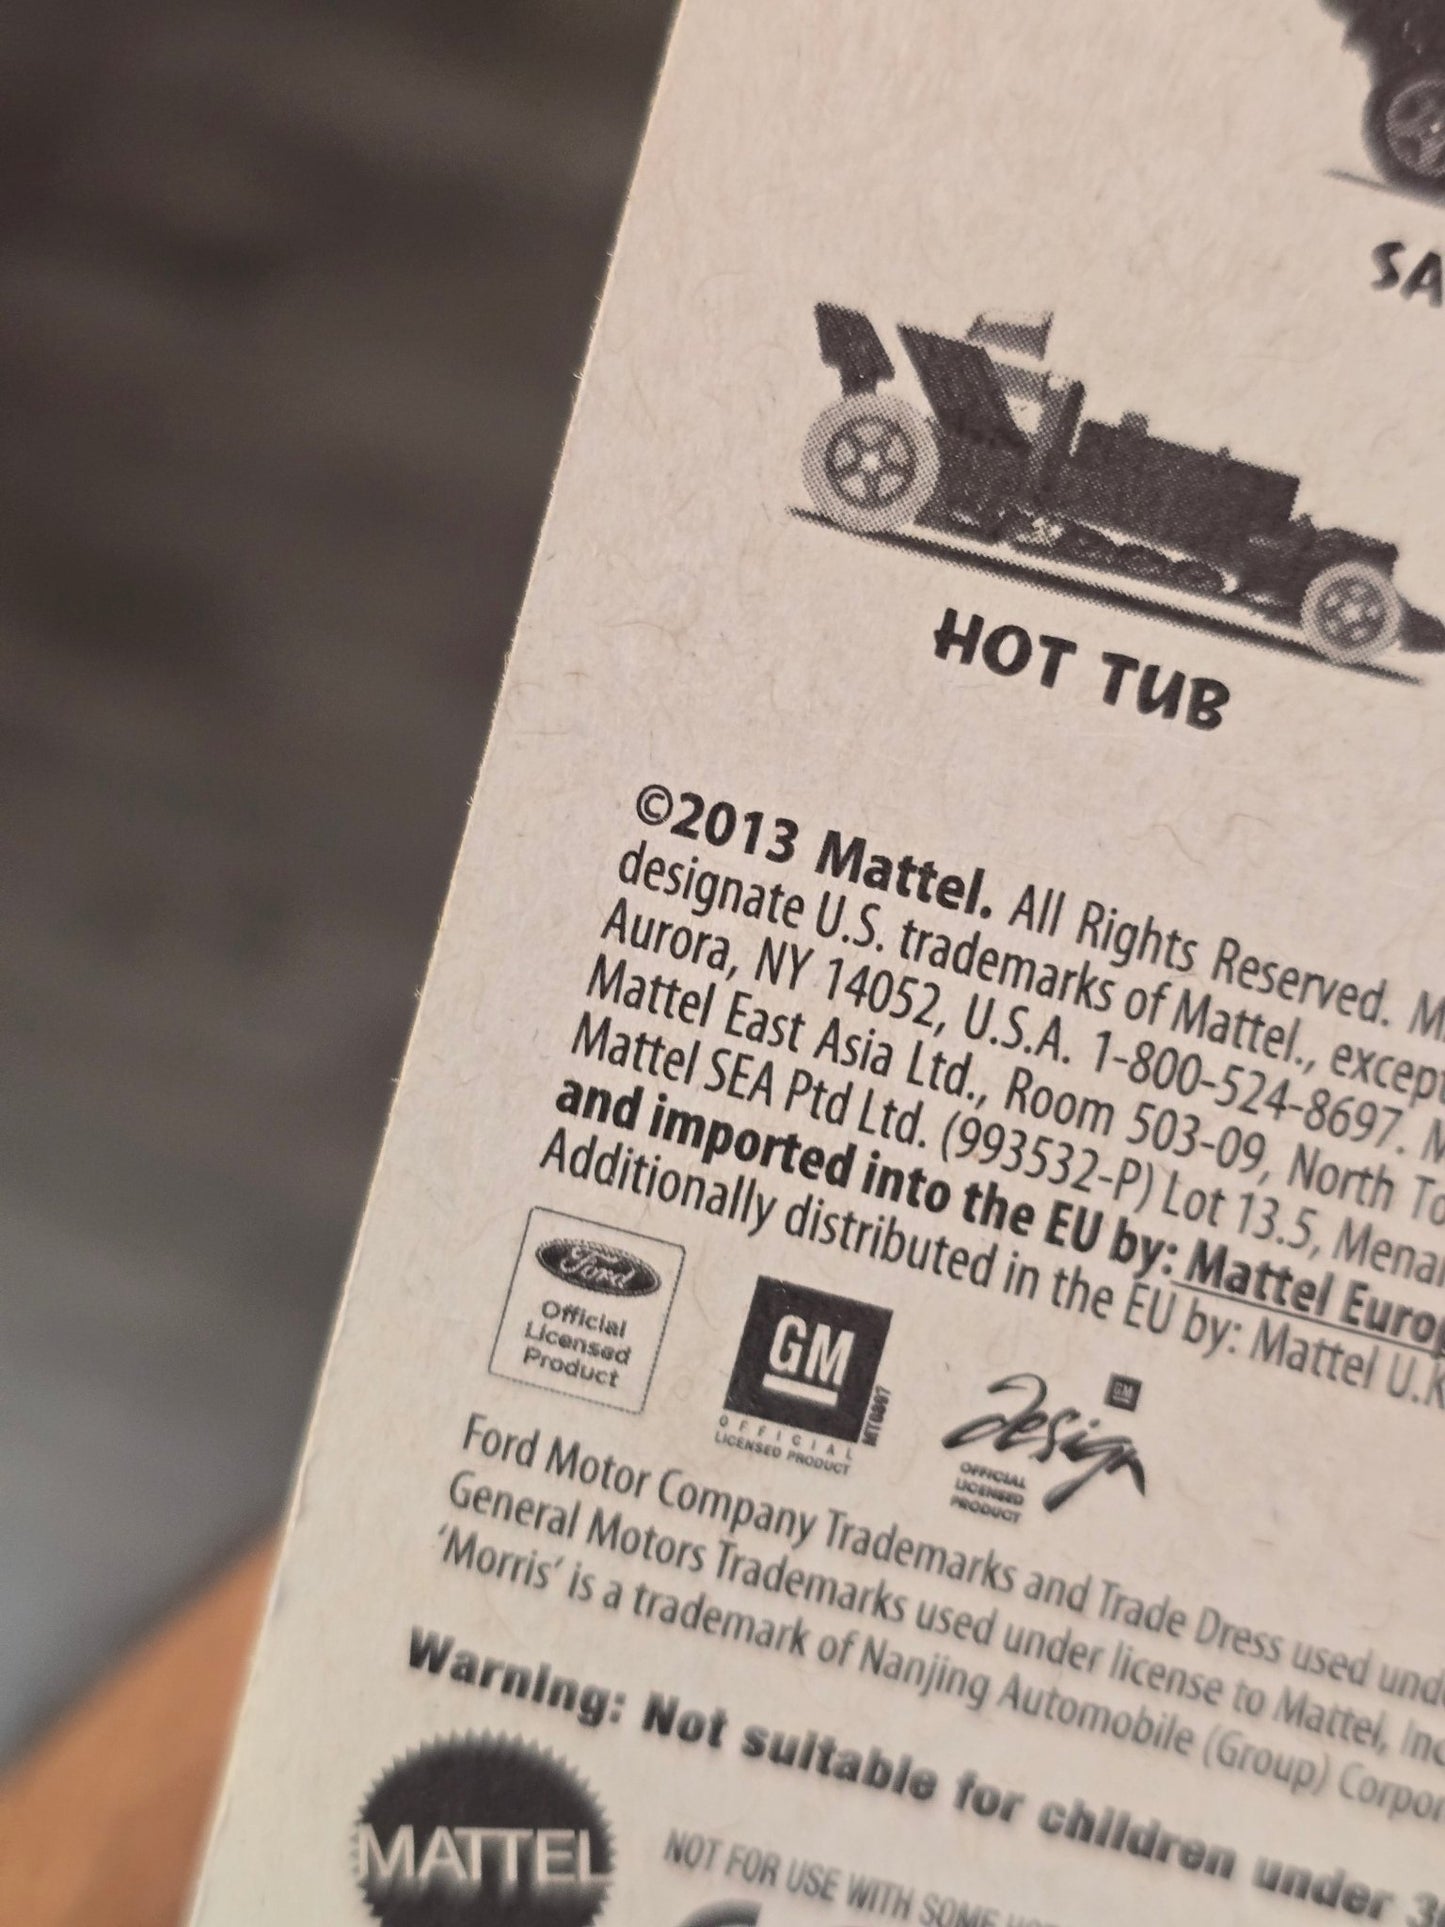 SA
HOT TUB
©2013 Mattel. All Rights Reserved.
designate U.S. trademarks of Mattel., except
Aurora, NY 14052, U.S.A. 1-800-524-8697.
Mattel East Asia Ltd., Room 503-09, North
Mattel SEA Ptd Ltd. (993532-P) Lot 13.5,
and imported into the EU by: Mattel Europ
Additionally distributed in the EU by: Mattel U.K
Ford
Official
Licensed
Product
GM
OFFICIAL
LICENSED PRODUCT
Design
GM
OFFICIAL
LICENSED
PRODUCT
Ford Motor Company Trademarks and Trade Dress used
General Motors Trademarks used under license to Mattel, Inc
'Morris' is a trademark of Nanjing Automobile (Group)
Warning: Not suitable for children under
MATTEL
NOT FOR USE WITH SOME